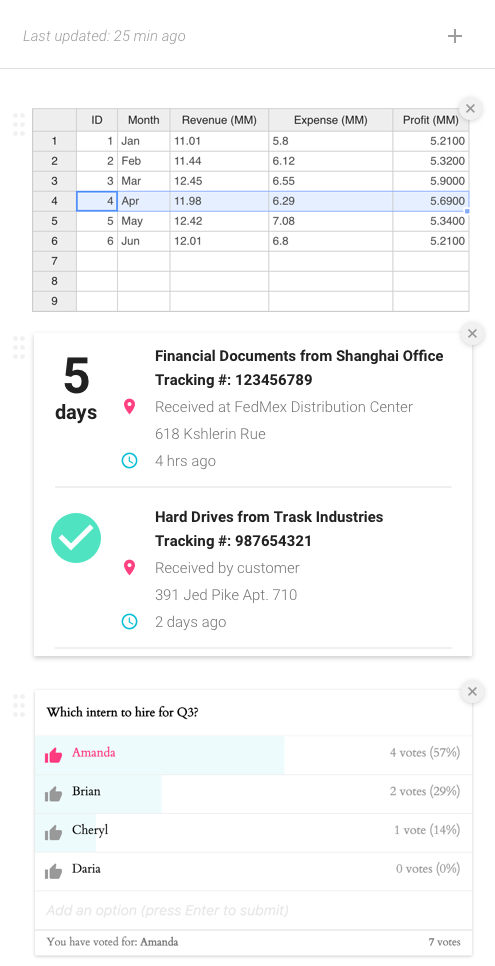 Last updated: 25 min ago
ID Month Revenue (MM) Expense (MM) Profit (MM)
1 1 Jan 11.01 5.8 5.2100
2 2 Feb 11.44 6.12 5.3200
3 3 Mar 12.45 6.55 5.9000
4 4 Apr 11.98 6.29 5.6900
5 5 May 12.42 7.08 5.3400
6 6 Jun 12.01 6.8 5.2100
7
8
9
5
days
Financial Documents from Shanghai Office
Tracking #: 123456789
Received at FedMex Distribution Center
618 Kshlerin Rue
4 hrs ago
Hard Drives from Trask Industries
Tracking #: 987654321
Received by customer
391 Jed Pike Apt. 710
2 days ago
Which intern to hire for Q3?
Amanda 4 votes (57%)
Brian 2 votes (29%)
Cheryl 1 vote (14%)
Daria 0 votes (0%)
Add an option (press Enter to submit)
You have voted for: Amanda 7 votes